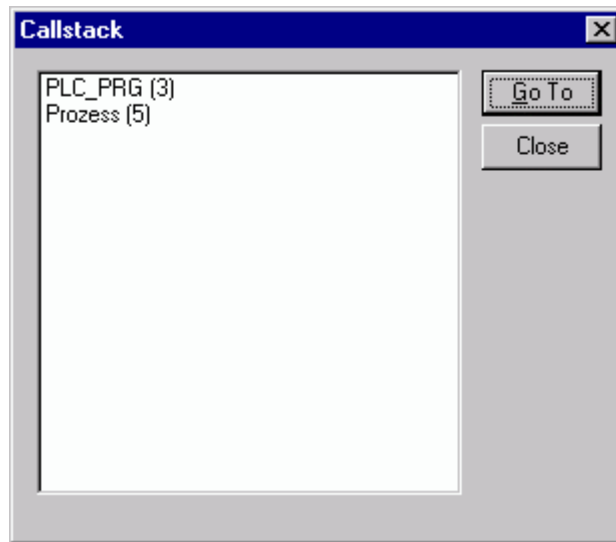 Callstack
PLC_PRG (3)
Prozess (5)
Go To
Close